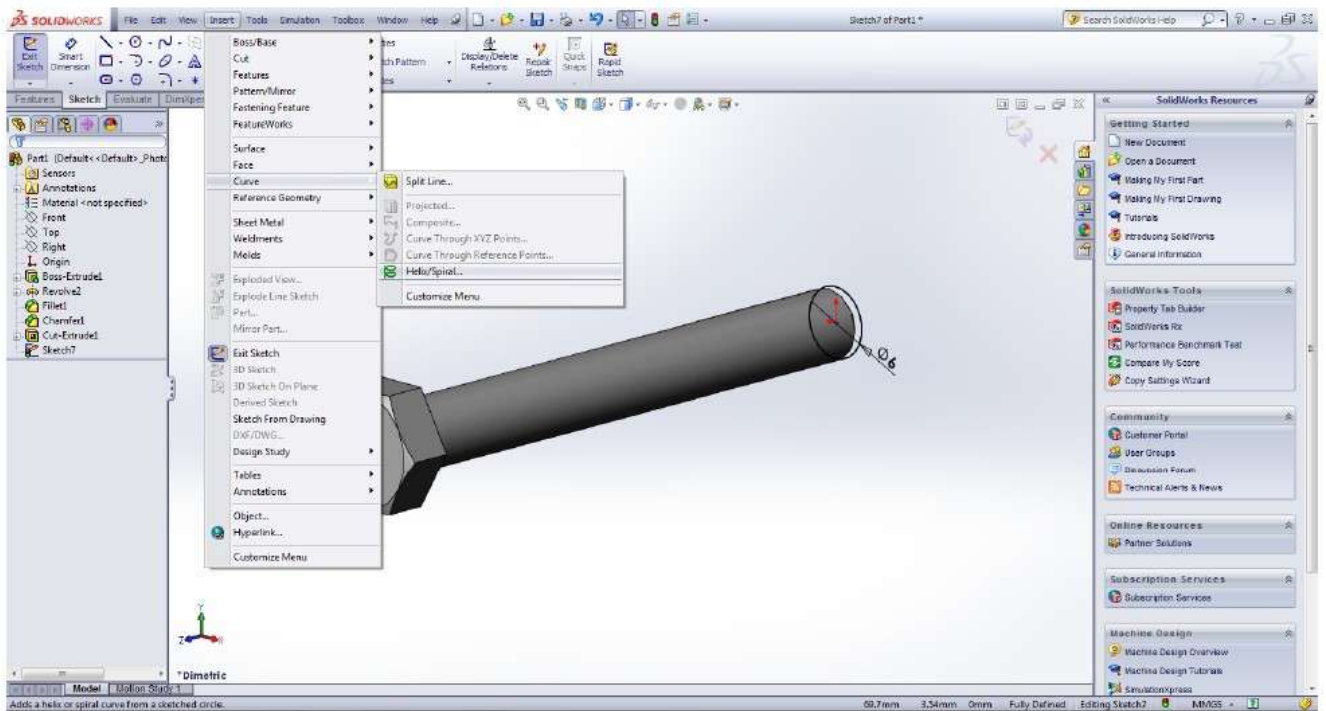 SOLIDWORKS File Edit View Insert Tools Simulation Toolbox Window Help
Sketch7 of Part1 *
Search SolidWorks Help
Exit Sketch
Smart Dimension
Display/Delete Relations
Repair Sketch
Quick Snaps
Rapid Sketch
Features Sketch Evaluate
Part1 (Default<<Default>_Phot
Sensors
Annotations
Material <not specified>
Front
Top
Right
Origin
Boss-Extrude1
Revolve2
Fillet1
Chamfer1
Cut-Extrude1
Sketch7
Boss/Base
Cut
Features
Pattern/Mirror
Fastening Feature
FeatureWorks
Surface
Face
Curve
Reference Geometry
Sheet Metal
Weldments
Molds
Exploded View...
Explode Line Sketch
Part...
Mirror Part...
Exit Sketch
3D Sketch
3D Sketch On Plane
Derived Sketch
Sketch From Drawing
DXF/DWG...
Design Study
Tables
Annotations
Object...
Hyperlink...
Customize Menu
Split Line...
Projected...
Composite...
Curve Through XYZ Points...
Curve Through Reference Points...
Helix/Spiral...
Customize Menu
Ø6
Y
Z
*Dimetric
SolidWorks Resources
Getting Started
New Document
Open a Document
Making My First Part
Making My First Drawing
Tutorials
Introducing SolidWorks
General Information
SolidWorks Tools
Property Tab Builder
SolidWorks Rx
Performance Benchmark Test
Compare My Score
Copy Settings Wizard
Community
Customer Portal
User Groups
Discussion Forum
Technical Alerts & News
Online Resources
Partner Solutions
Subscription Services
Subscription Services
Machine Design
Machine Design Overview
Machine Design Tutorials
SimulationXpress
Model Motion Study 1
Adds a helix or spiral curve from a sketched circle.
69.7mm 3.54mm 0mm Fully Defined Editing Sketch7 MMGS